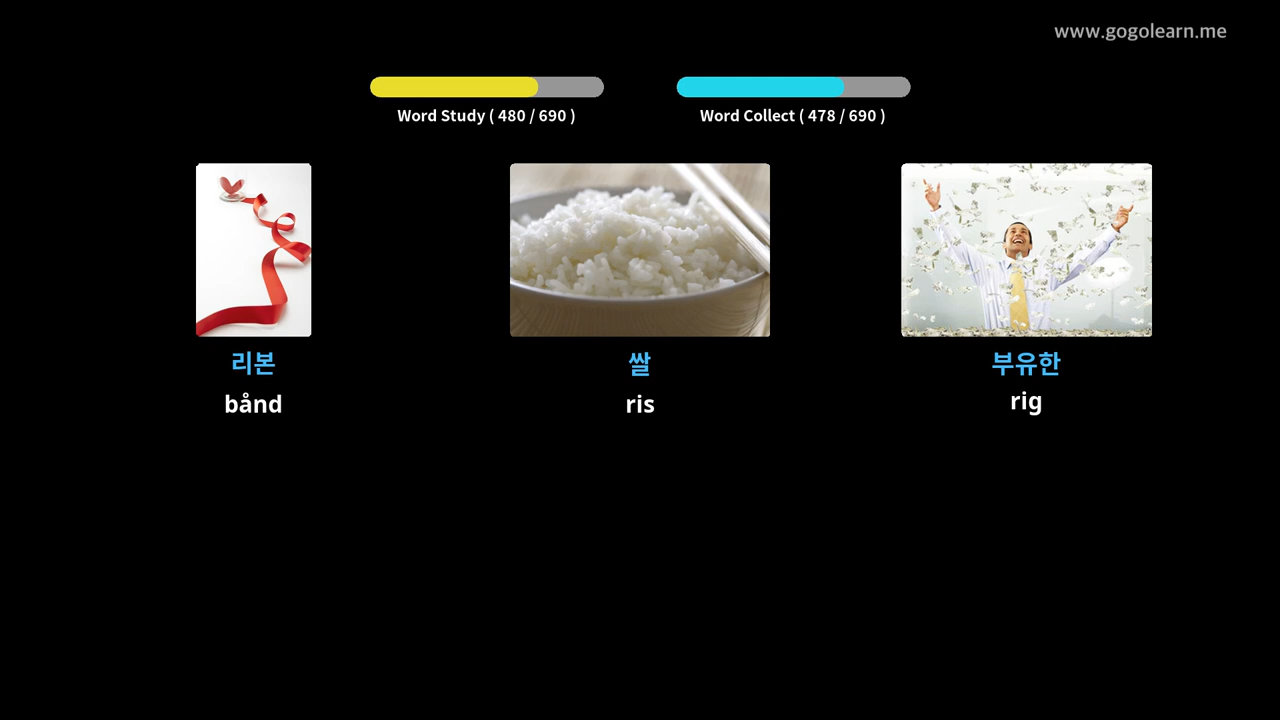 www.gogolearn.me
Word Study ( 480 / 690 )
Word Collect ( 478 / 690 )
리본
bånd
쌀
ris
부유한
rig